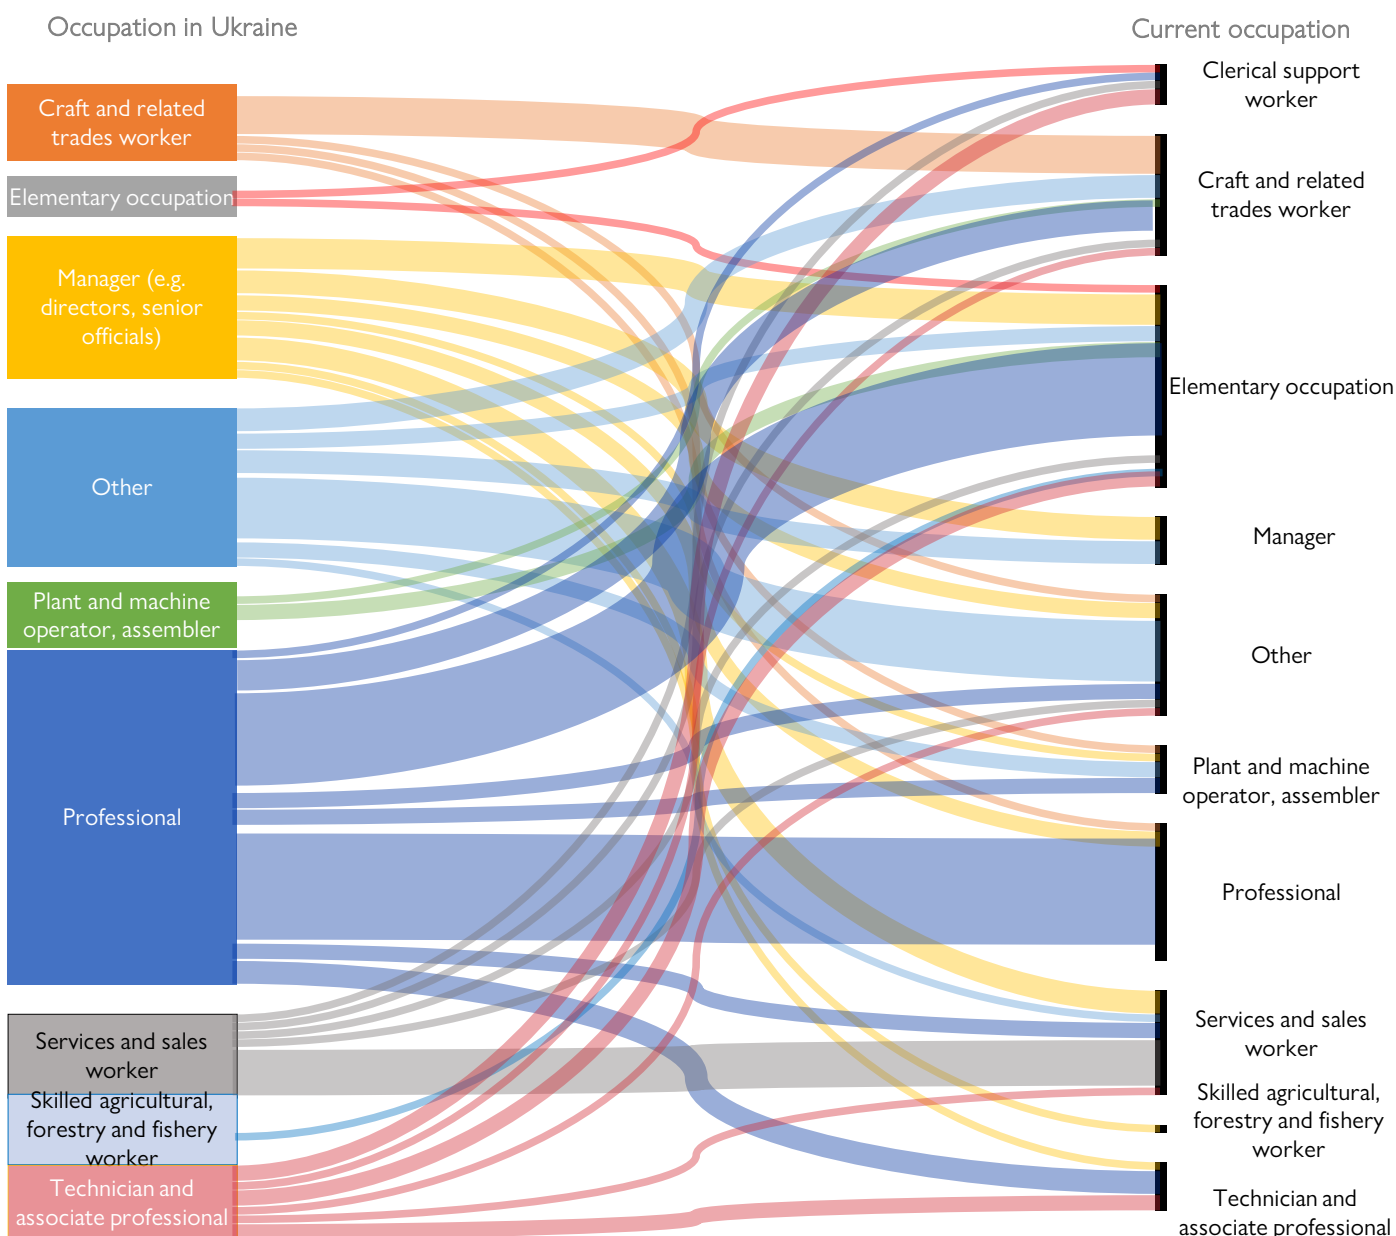 Occupation in Ukraine
Craft and related
trades worker
Elementary occupation
Manager (e.g.
directors, senior
officials)
Other
Plant and machine
operator, assembler
Professional
Services and sales
worker
Skilled agricultural,
forestry and fishery
worker
Technician and
associate professional
Current occupation
Clerical support
worker
Craft and related
trades worker
Elementary occupation
Manager
Other
Plant and machine
operator, assembler
Professional
Services and sales
worker
Skilled agricultural,
forestry and fishery
worker
Technician and
associate professional